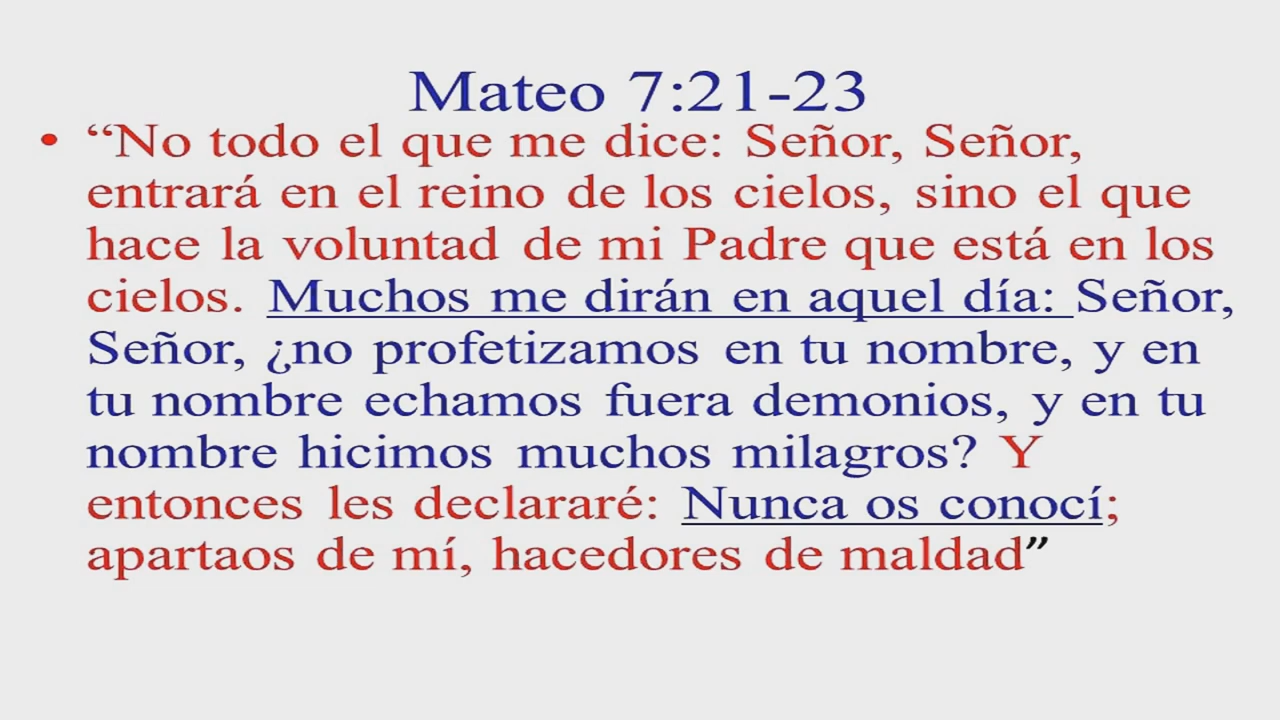 Mateo 7:21-23
• “No todo el que me dice: Señor, Señor,
entrará en el reino de los cielos, sino el que
hace la voluntad de mi Padre que está en los
cielos. Muchos me dirán en aquel día: Señor,
Señor, ¿no profetizamos en tu nombre, y en
tu nombre echamos fuera demonios, y en tu
nombre hicimos muchos milagros? Y
entonces les declararé: Nunca os conocí;
apartaos de mí, hacedores de maldad”